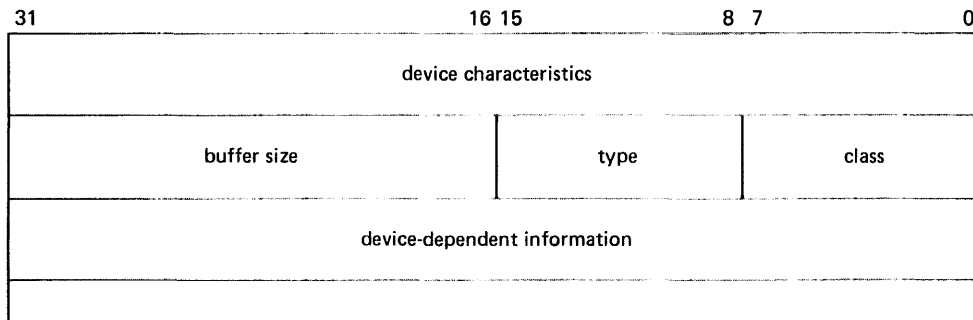 31 16 15 8 7 0
device characteristics
buffer size type class
device-dependent information